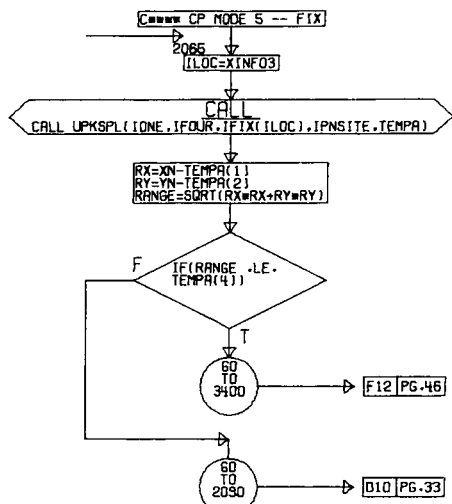 C**** CP MODE 5 -- FIX
2065
ILOC=XINFO3
CALL
CALL UPKSPL(IONE,IFOUR,IFIX(ILOC),IPNSITE,TEMPA)
RX=XN-TEMPA(1)
RY=YN-TEMPA(2)
RANGE=SQRT(RX*RX+RY*RY)
F
IF(RANGE .LE.
TEMPA(4))
T
GO
TO
3400
F12 PG.46
GO
TO
2090
B10 PG.33